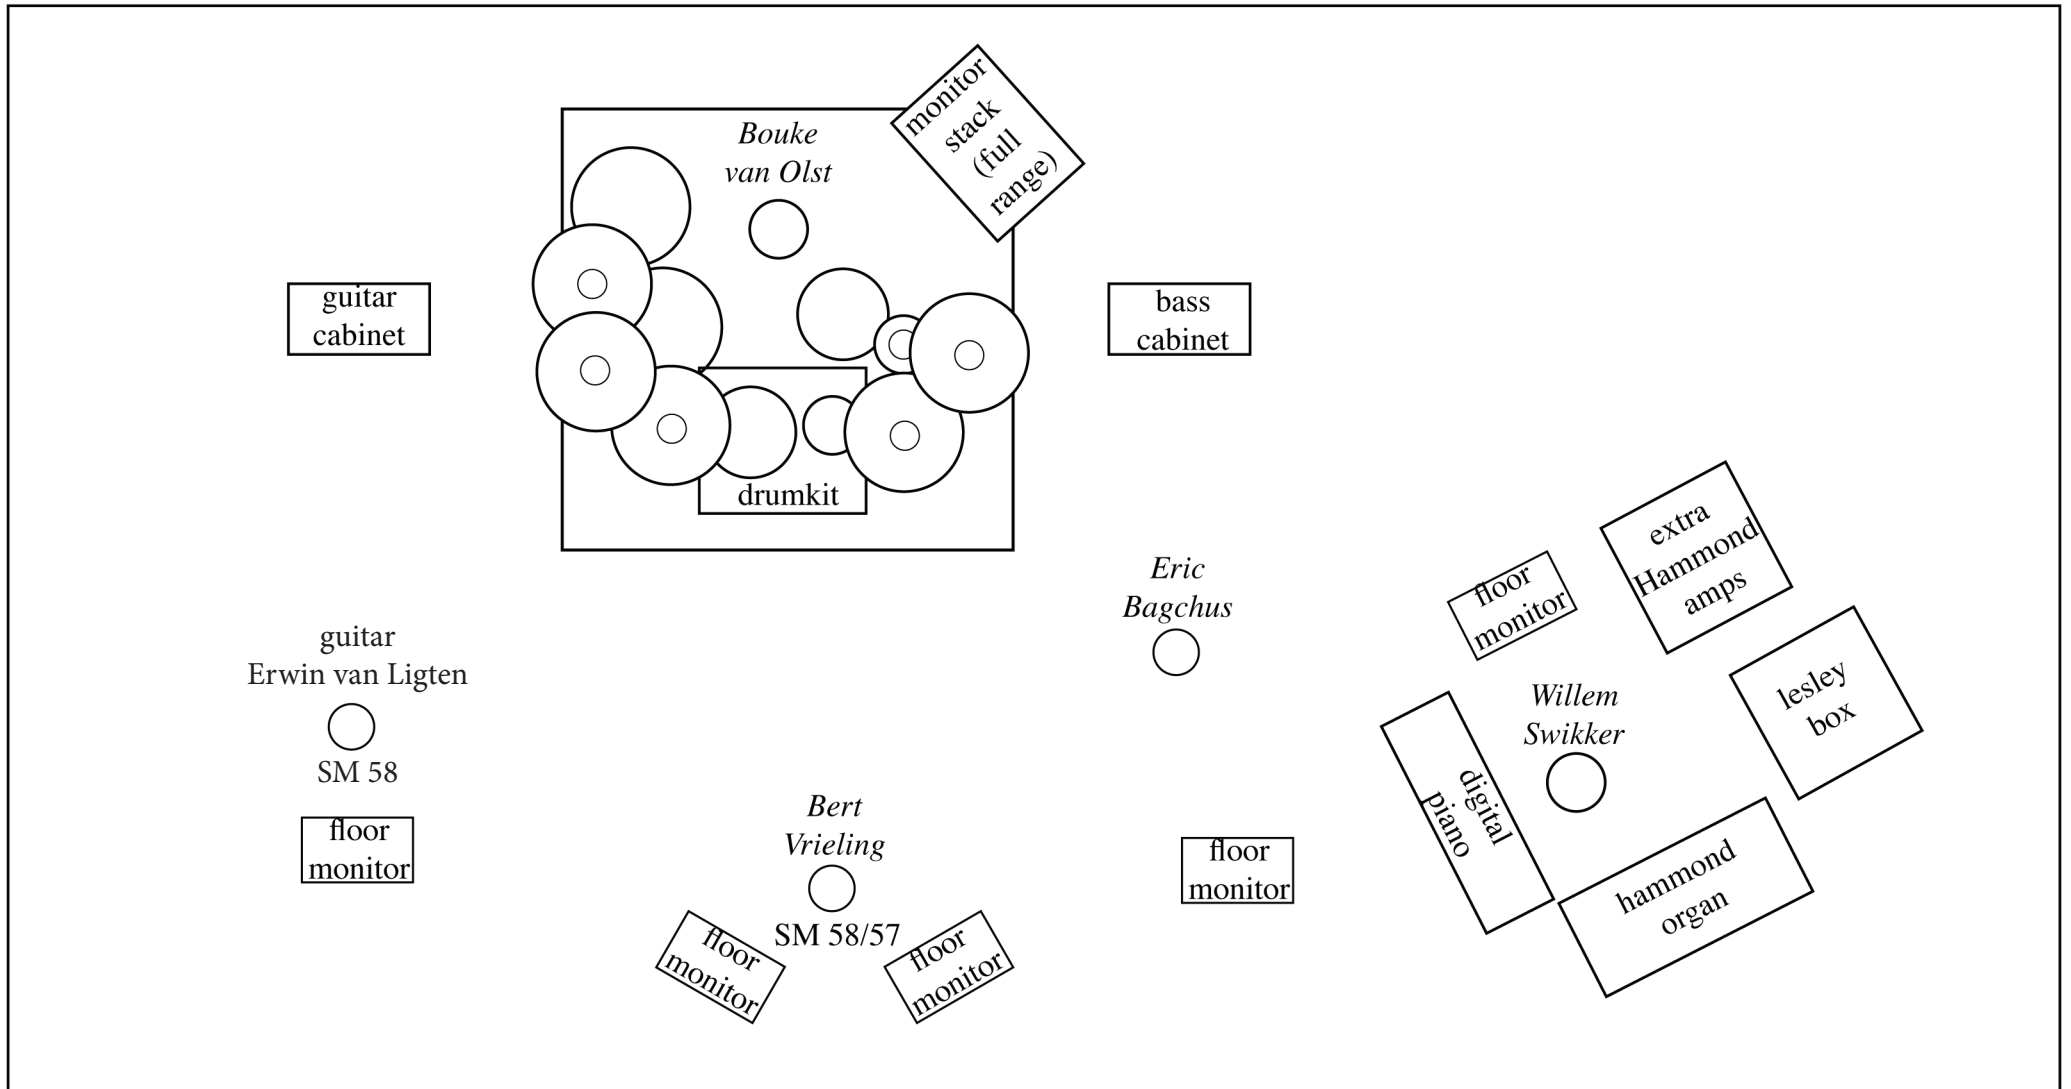 monitor
stack
(full
range)
Bouke
van Olst
guitar
cabinet
bass
cabinet
drumkit
Eric
Bagchus
extra
Hammond
amps
floor
monitor
guitar
Erwin van Ligten
SM 58
floor
monitor
lesley
box
Willem
Swikker
digital
piano
Bert
Vrieling
SM 58/57
floor
monitor
floor
monitor
floor
monitor
hammond
organ